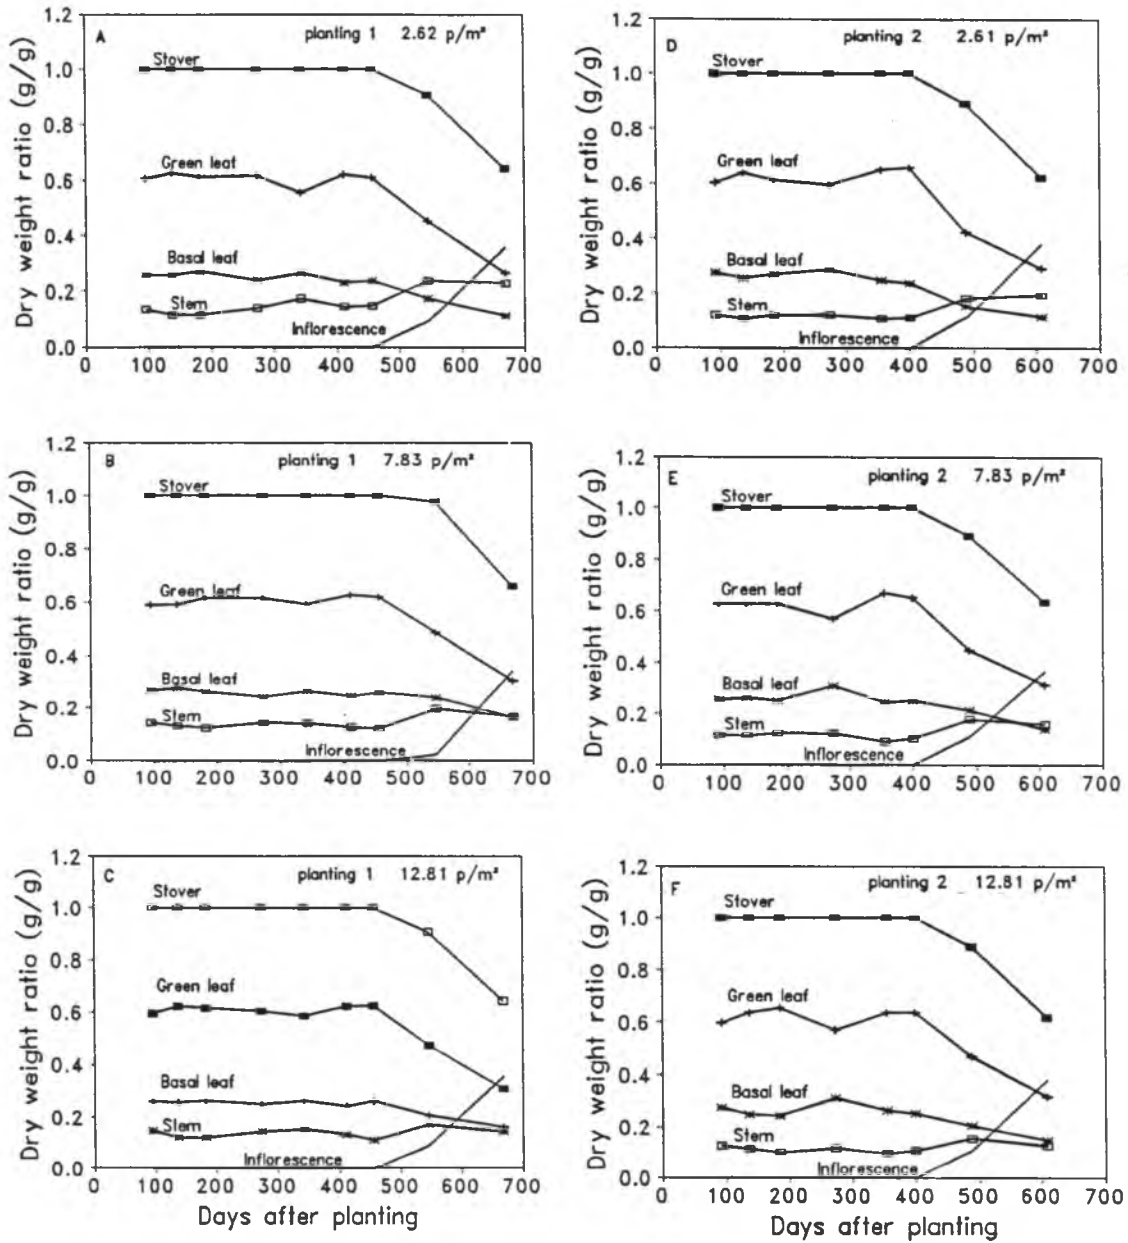 A planting 1 2.62 p/m²
Dry weight ratio (g/g)
1.2
1.0
0.8
0.6
0.4
0.2
0.0
Stover
Green leaf
Basal leaf
Stem
Inflorescence
0 100 200 300 400 500 600 700
D planting 2 2.61 p/m²
Dry weight ratio (g/g)
1.2
1.0
0.8
0.6
0.4
0.2
0.0
Stover
Green leaf
Basal leaf
Stem
Inflorescence
0 100 200 300 400 500 600 700
B planting 1 7.83 p/m²
Dry weight ratio (g/g)
1.2
1.0
0.8
0.6
0.4
0.2
0.0
Stover
Green leaf
Basal leaf
Stem
Inflorescence
0 100 200 300 400 500 600 700
E planting 2 7.83 p/m²
Dry weight ratio (g/g)
1.2
1.0
0.8
0.6
0.4
0.2
0.0
Stover
Green leaf
Basal leaf
Stem
Inflorescence
0 100 200 300 400 500 600 700
C planting 1 12.81 p/m²
Dry weight ratio (g/g)
1.2
1.0
0.8
0.6
0.4
0.2
0.0
Stover
Green leaf
Basal leaf
Stem
Inflorescence
0 100 200 300 400 500 600 700
Days after planting
F planting 2 12.81 p/m²
Dry weight ratio (g/g)
1.2
1.0
0.8
0.6
0.4
0.2
0.0
Stover
Green leaf
Basal leaf
Stem
Inflorescence
0 100 200 300 400 500 600 700
Days after planting